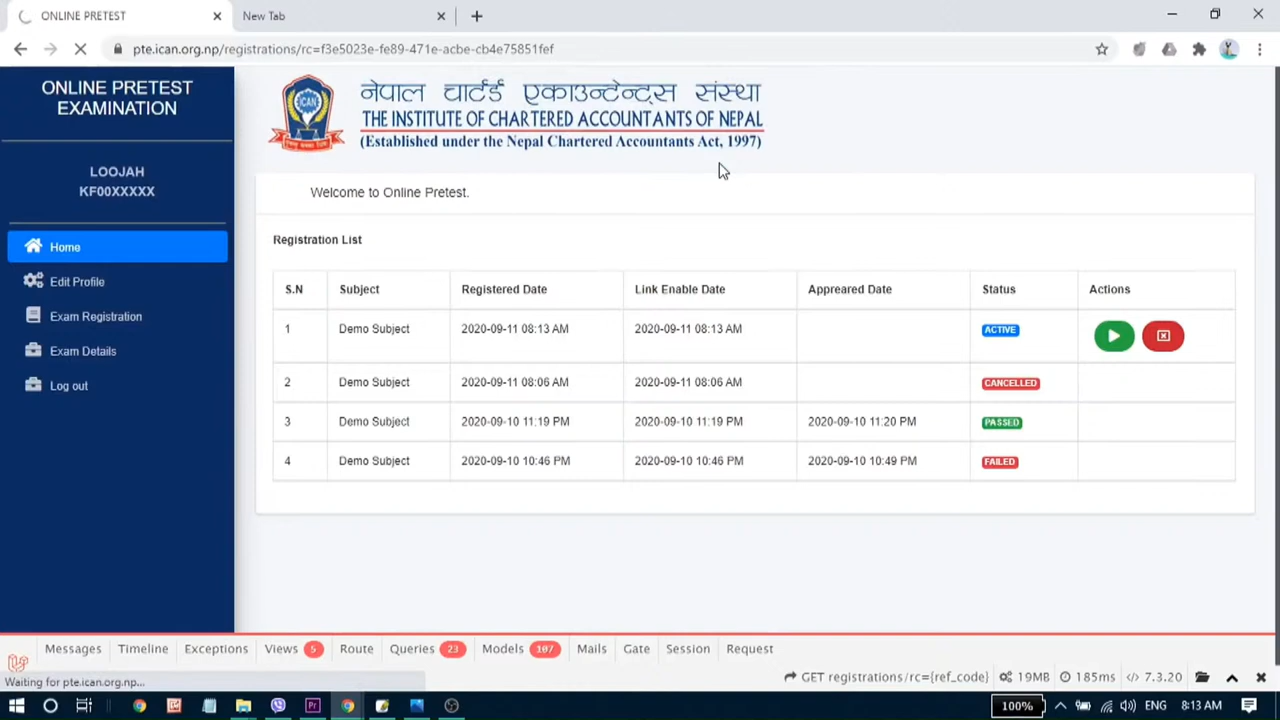 ONLINE PRETEST
New Tab
pte.ican.org.np/registrations/rc=f3e5023e-fe89-471e-acbe-cb4e75851fef
ONLINE PRETEST
EXAMINATION
LOOJAH
KF00XXXXX
Home
Edit Profile
Exam Registration
Exam Details
Log out
ICAN
नेपाल चार्टर्ड एकाउन्टेन्ट्स संस्था
THE INSTITUTE OF CHARTERED ACCOUNTANTS OF NEPAL
(Established under the Nepal Chartered Accountants Act, 1997)
Welcome to Online Pretest.
Registration List
S.N Subject Registered Date Link Enable Date Appreared Date Status Actions
1 Demo Subject 2020-09-11 08:13 AM 2020-09-11 08:13 AM ACTIVE
2 Demo Subject 2020-09-11 08:06 AM 2020-09-11 08:06 AM CANCELLED
3 Demo Subject 2020-09-10 11:19 PM 2020-09-10 11:19 PM 2020-09-10 11:20 PM PASSED
4 Demo Subject 2020-09-10 10:46 PM 2020-09-10 10:46 PM 2020-09-10 10:49 PM FAILED
Messages Timeline Exceptions Views 5 Route Queries 23 Models 107 Mails Gate Session Request
GET registrations/rc={ref_code} 19MB 185ms 7.3.20
Waiting for pte.ican.org.np...
100% ENG 8:13 AM